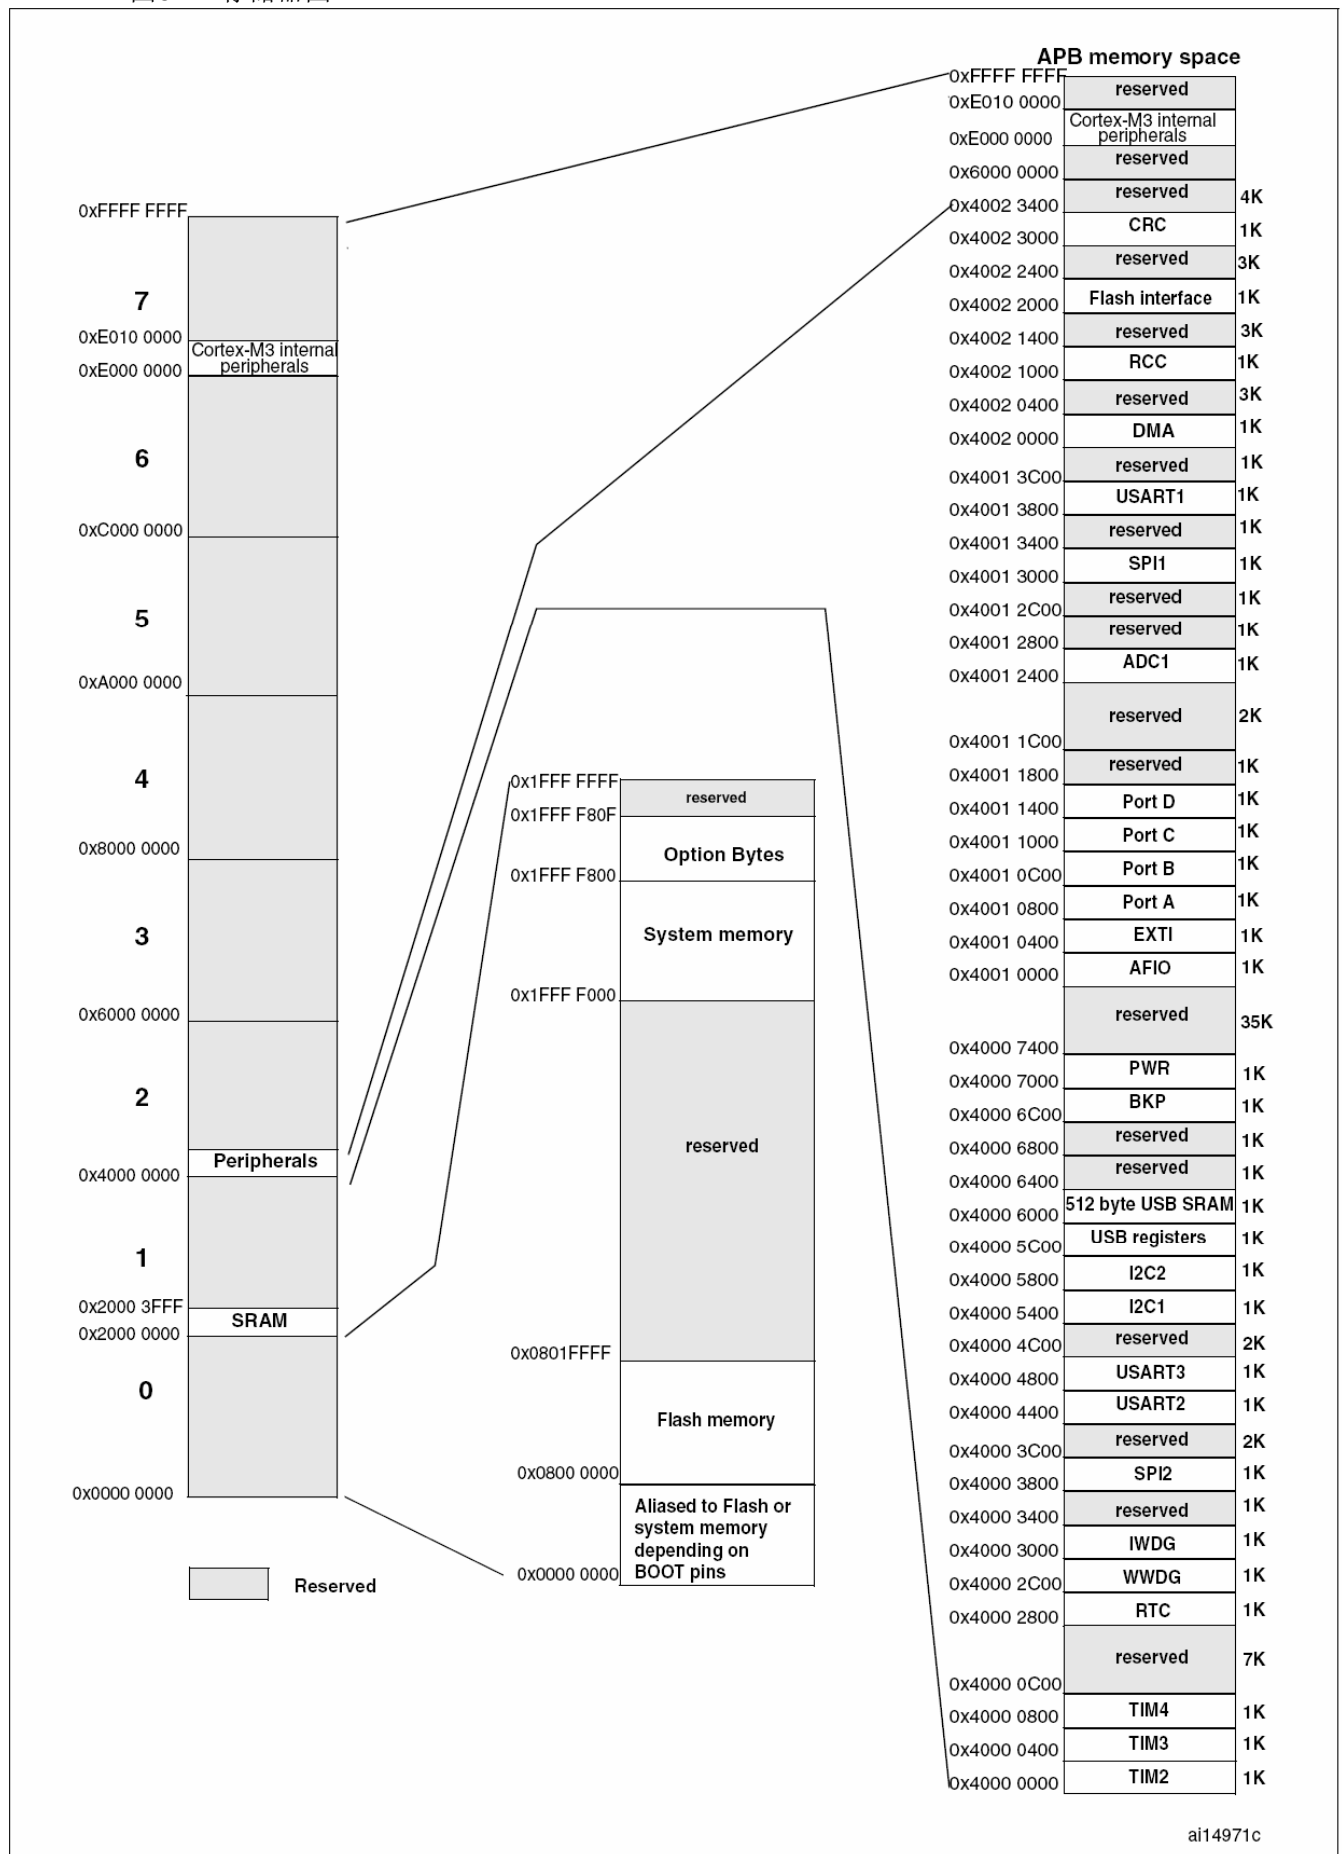 APB memory space
0xFFFF FFFF
reserved
0xE010 0000
Cortex-M3 internal
peripherals
0xE000 0000
reserved
0x6000 0000
reserved
4K
0x4002 3400
CRC
1K
0x4002 3000
reserved
3K
0x4002 2400
Flash interface
1K
0x4002 2000
reserved
3K
0x4002 1400
RCC
1K
0x4002 1000
reserved
3K
0x4002 0400
DMA
1K
0x4002 0000
reserved
1K
0x4001 3C00
USART1
1K
0x4001 3800
reserved
1K
0x4001 3400
SPI1
1K
0x4001 3000
reserved
1K
0x4001 2C00
reserved
1K
0x4001 2800
ADC1
1K
0x4001 2400
reserved
2K
0x4001 1C00
reserved
1K
0x4001 1800
Port D
1K
0x4001 1400
Port C
1K
0x4001 1000
Port B
1K
0x4001 0C00
Port A
1K
0x4001 0800
EXTI
1K
0x4001 0400
AFIO
1K
0x4001 0000
reserved
35K
0x4000 7400
PWR
1K
0x4000 7000
BKP
1K
0x4000 6C00
reserved
1K
0x4000 6800
reserved
1K
0x4000 6400
512 byte USB SRAM
1K
0x4000 6000
USB registers
1K
0x4000 5C00
I2C2
1K
0x4000 5800
I2C1
1K
0x4000 5400
reserved
2K
0x4000 4C00
USART3
1K
0x4000 4800
USART2
1K
0x4000 4400
reserved
2K
0x4000 3C00
SPI2
1K
0x4000 3800
reserved
1K
0x4000 3400
IWDG
1K
0x4000 3000
WWDG
1K
0x4000 2C00
RTC
1K
0x4000 2800
reserved
7K
0x4000 0C00
TIM4
1K
0x4000 0800
TIM3
1K
0x4000 0400
TIM2
1K
0x4000 0000
0xFFFF FFFF
7
0xE010 0000
Cortex-M3 internal
peripherals
0xE000 0000
6
0xC000 0000
5
0xA000 0000
4
0x8000 0000
3
0x6000 0000
2
Peripherals
0x4000 0000
1
0x2000 3FFF
SRAM
0x2000 0000
0
0x0000 0000
Reserved
0x1FFF FFFF
reserved
0x1FFF F80F
Option Bytes
0x1FFF F800
System memory
0x1FFF F000
reserved
0x0801FFFF
Flash memory
0x0800 0000
Aliased to Flash or
system memory
depending on
BOOT pins
0x0000 0000
ai14971c